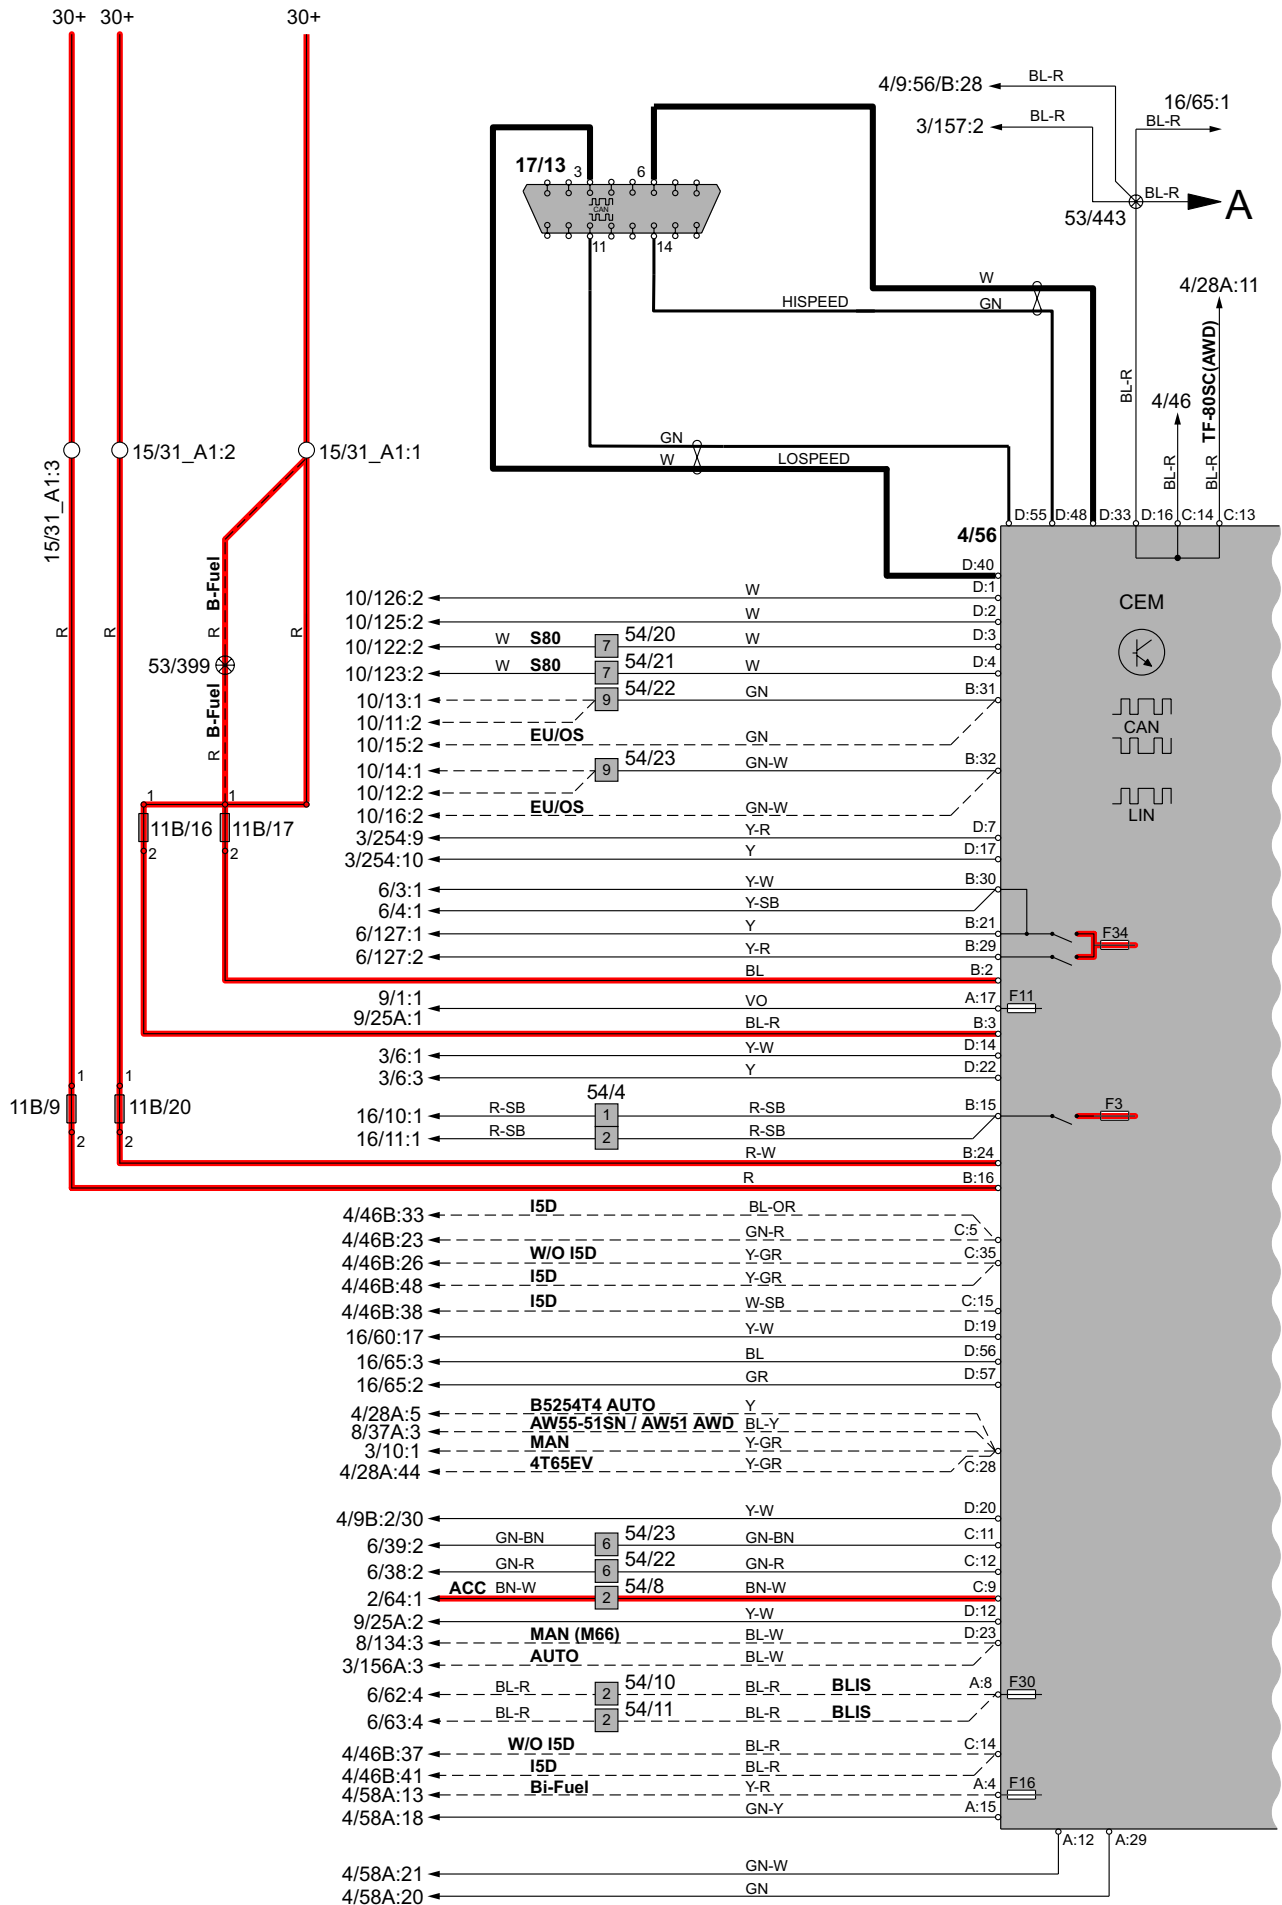 30+ 30+ 30+
4/9:56/B:28 BL-R
16/65:1
3/157:2 BL-R BL-R
17/13 3 6
CAN
BL-R A
53/443
11 14
W
4/28A:11
HISPEED GN
TF-80SC(AWD)
BL-R
4/46
15/31_A1:3
15/31_A1:2
15/31_A1:1
GN
W LOSPEED
BL-R BL-R
D:55 D:48 D:33 D:16 C:14 C:13
4/56
D:40
CEM
CAN
LIN
B-Fuel
R R R R
53/399
B-Fuel
R
10/126:2 W D:1
10/125:2 W D:2
10/122:2 W S80 7 54/20 W D:3
10/123:2 W S80 7 54/21 W D:4
10/13:1 9 54/22 GN B:31
10/11:2
10/15:2 EU/OS GN
10/14:1 9 54/23 GN-W B:32
10/12:2
10/16:2 EU/OS GN-W
1 1
11B/16 11B/17
2 2
3/254:9 Y-R D:7
3/254:10 Y D:17
6/3:1 Y-W B:30
6/4:1 Y-SB
6/127:1 Y B:21 F34
6/127:2 Y-R B:29
BL B:2
9/1:1 VO A:17 F11
9/25A:1
BL-R B:3
3/6:1 Y-W D:14
3/6:3 Y D:22
1 1
11B/9 11B/20
2 2
54/4
16/10:1 R-SB 1 R-SB B:15 F3
16/11:1 R-SB 2 R-SB
R-W B:24
R B:16
4/46B:33 I5D BL-OR
4/46B:23 GN-R C:5
4/46B:26 W/O I5D Y-GR C:35
4/46B:48 I5D Y-GR
4/46B:38 I5D W-SB C:15
16/60:17 Y-W D:19
16/65:3 BL D:56
16/65:2 GR D:57
4/28A:5 B5254T4 AUTO Y
8/37A:3 AW55-51SN / AW51 AWD BL-Y
3/10:1 MAN Y-GR
4/28A:44 4T65EV Y-GR C:28
4/9B:2/30 Y-W D:20
6/39:2 GN-BN 6 54/23 GN-BN C:11
6/38:2 GN-R 6 54/22 GN-R C:12
2/64:1 ACC BN-W 2 54/8 BN-W C:9
9/25A:2 Y-W D:12
8/134:3 MAN (M66) BL-W D:23
3/156A:3 AUTO BL-W
6/62:4 BL-R 2 54/10 BL-R BLIS A:8 F30
6/63:4 BL-R 2 54/11 BL-R BLIS
4/46B:37 W/O I5D BL-R C:14
4/46B:41 I5D BL-R
4/58A:13 Bi-Fuel Y-R A:4 F16
4/58A:18 GN-Y A:15
A:12 A:29
4/58A:21 GN-W
4/58A:20 GN